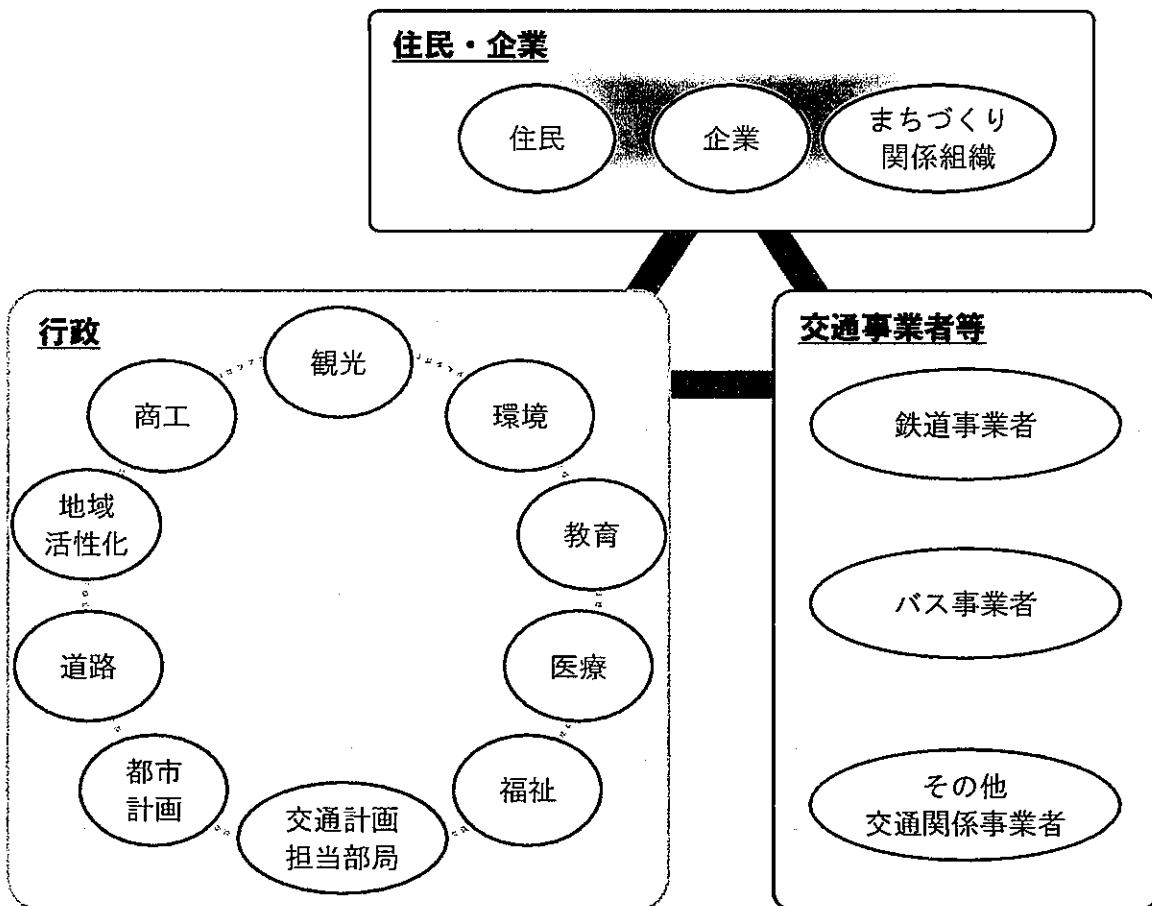 住民・企業
住民
企業
まちづくり
関係組織
行政
観光
商工
環境
地域
活性化
教育
道路
医療
都市
計画
福祉
交通計画
担当部局
交通事業者等
鉄道事業者
バス事業者
その他
交通関係事業者